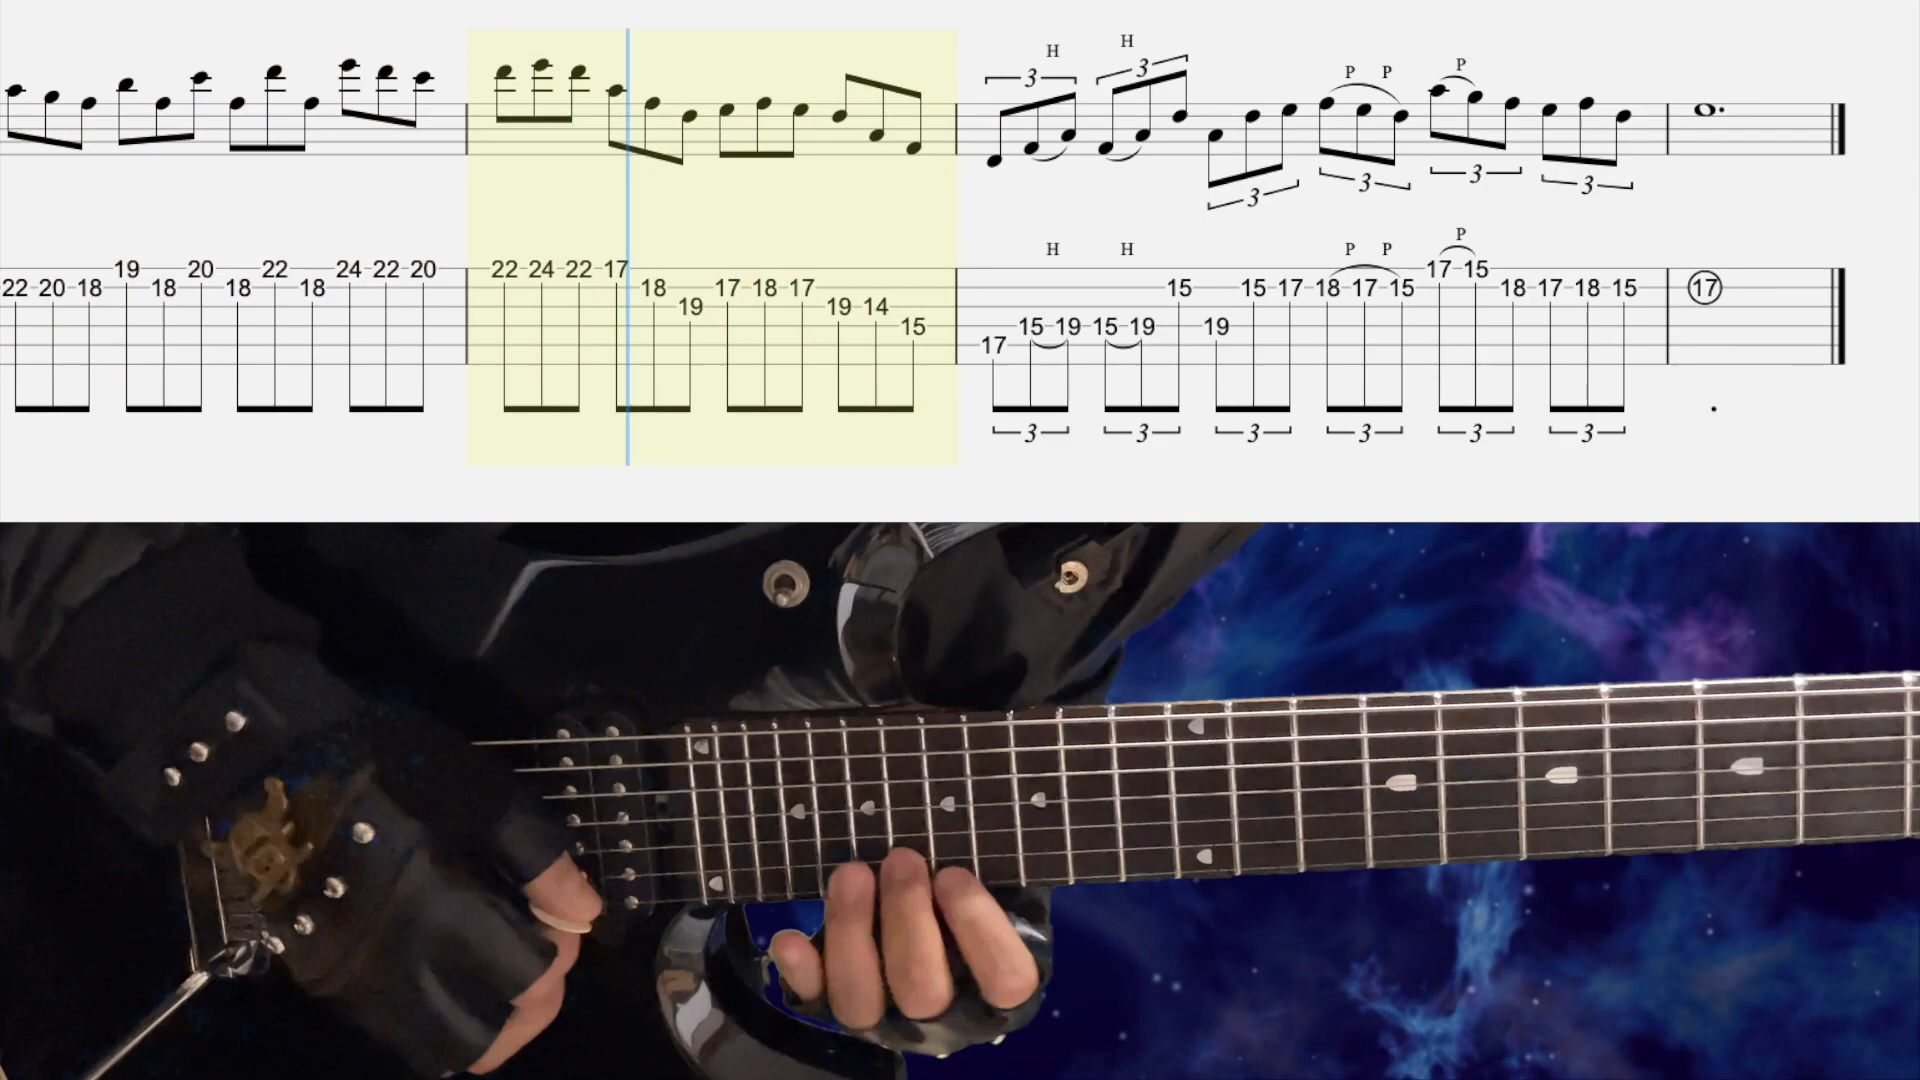 H H P P P
3 3 3 3 3 3
H H P P P
19 20 22 24 22 20 22 24 22 17 17 15
22 20 18 18 18 18 18 17 18 17 15 15 17 18 17 15 18 17 18 15 17
19 19 14
15 15 19 15 19 19
17
3 3 3 3 3 3